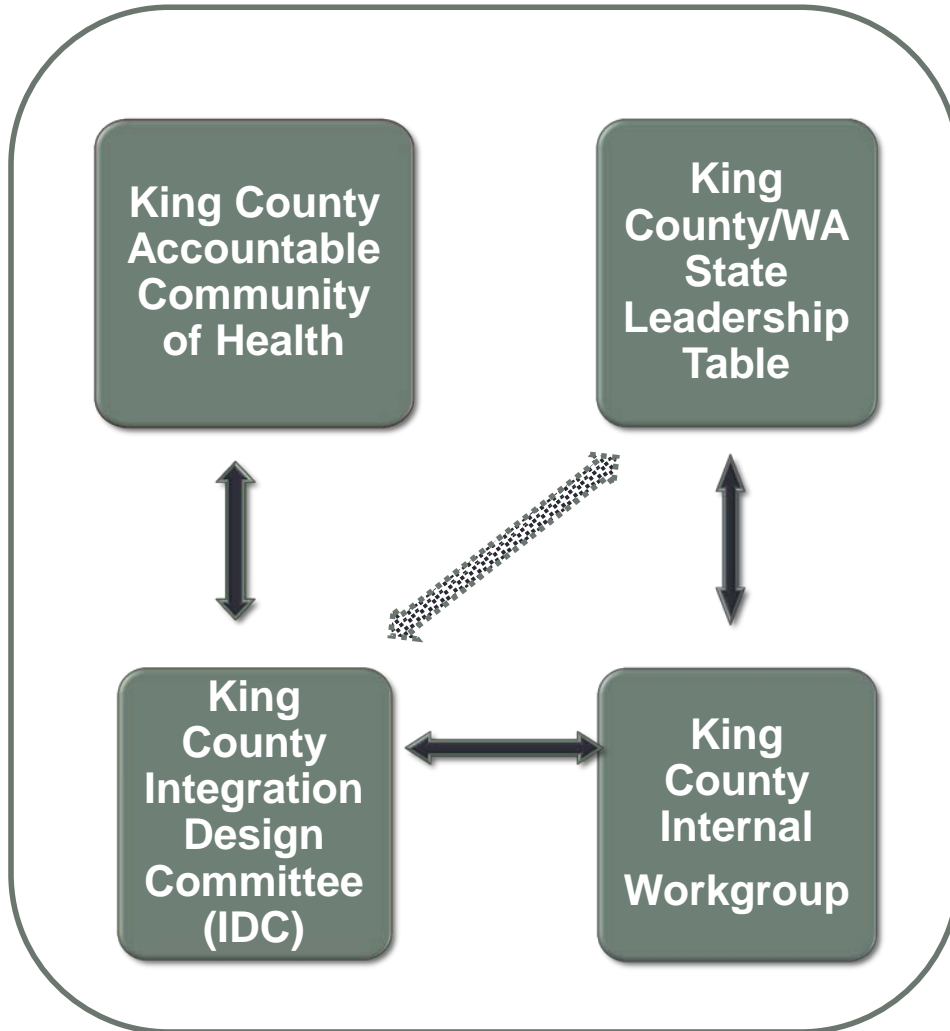 King County
Accountable
Community
of Health
King
County/WA
State
Leadership
Table
King
County
Integration
Design
Committee
(IDC)
King
County
Internal
Workgroup